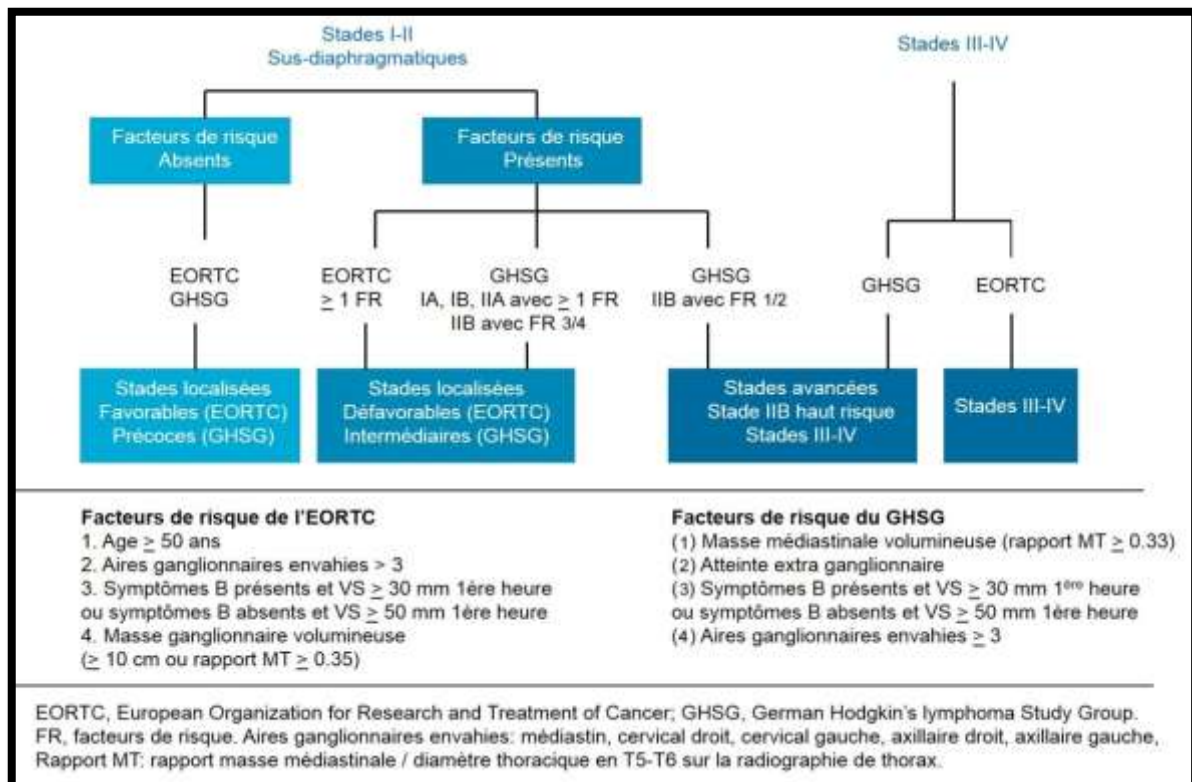 Stades I-II
Sus-diaphragmatiques
Stades III-IV
Facteurs de risque
Absents
Facteurs de risque
Présents
EORTC
GHSG
EORTC
≥ 1 FR
GHSG
IA, IB, IIA avec ≥ 1 FR
IIB avec FR 3/4
GHSG
IIB avec FR 1/2
GHSG
EORTC
Stades localisées
Favorables (EORTC)
Précoces (GHSG)
Stades localisées
Défavorables (EORTC)
Intermédiaires (GHSG)
Stades avancées
Stade IIB haut risque
Stades III-IV
Stades III-IV
Facteurs de risque de l'EORTC
1. Age ≥ 50 ans
2. Aires ganglionnaires envahies > 3
3. Symptômes B présents et VS ≥ 30 mm 1ère heure
ou symptômes B absents et VS ≥ 50 mm 1ère heure
4. Masse ganglionnaire volumineuse
(≥ 10 cm ou rapport MT ≥ 0.35)
Facteurs de risque du GHSG
(1) Masse médiastinale volumineuse (rapport MT ≥ 0.33)
(2) Atteinte extra ganglionnaire
(3) Symptômes B présents et VS ≥ 30 mm 1ère heure
ou symptômes B absents et VS ≥ 50 mm 1ère heure
(4) Aires ganglionnaires envahies ≥ 3
EORTC, European Organization for Research and Treatment of Cancer; GHSG, German Hodgkin's lymphoma Study Group.
FR, facteurs de risque. Aires ganglionnaires envahies: médiastin, cervical droit, cervical gauche, axillaire droit, axillaire gauche,
Rapport MT: rapport masse médiastinale / diamètre thoracique en T5-T6 sur la radiographie de thorax.